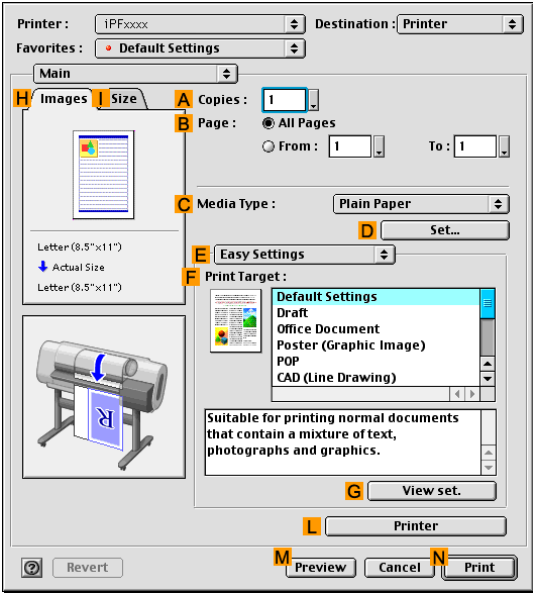 Printer : iPFxxxx Destination : Printer
Favorites : Default Settings
Main
H Images I Size
A Copies : 1
B Page : All Pages
From : 1 To : 1
C Media Type : Plain Paper
D Set...
Letter (8.5"x11")
Actual Size
Letter (8.5"x11")
E Easy Settings
F Print Target :
Default Settings
Draft
Office Document
Poster (Graphic Image)
POP
CAD (Line Drawing)
R
Suitable for printing normal documents
that contain a mixture of text,
photographs and graphics.
G View set.
L Printer
? Revert M Preview Cancel N Print